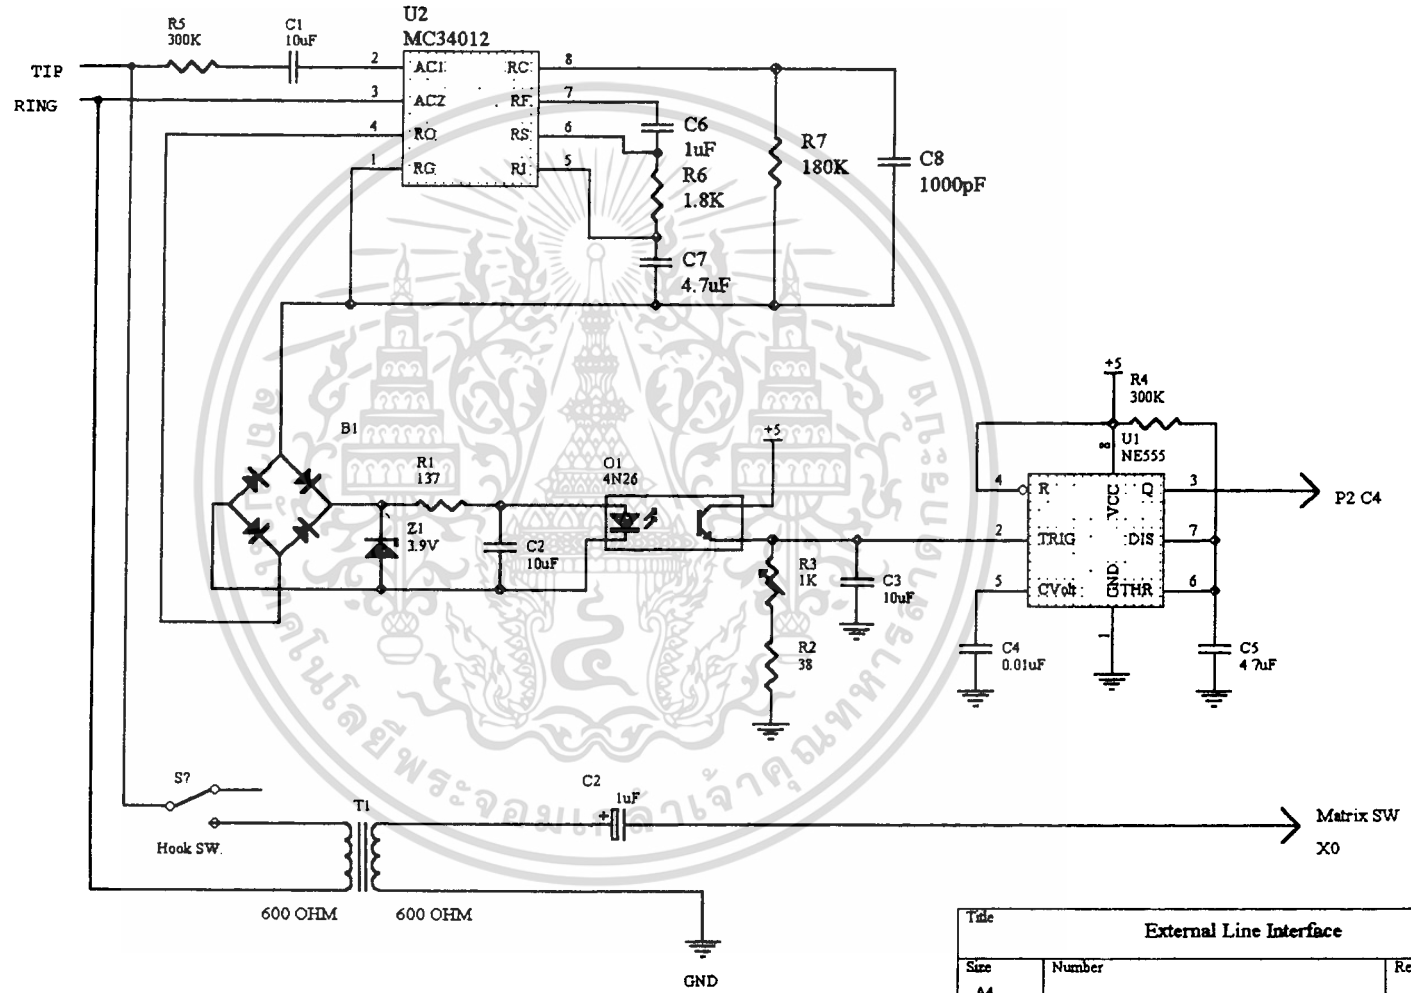 U2
MC34012
R5
300K
C1
10uF
TIP
RING
2
3
4
1
AC1
AC2
RO
RG
RC
RF
RS
RI
8
7
6
5
C6
1uF
R6
1.8K
C7
4.7uF
R7
180K
C8
1000pF
B1
R1
137
Z1
3.9V
C2
10uF
O1
4N26
+5
R3
1K
R2
38
C3
10uF
+5
R4
300K
U1
NE555
8
4
R
VCC
Q
3
P2 C4
2
TRIG
DIS
7
5
CVolt
GND
THR
6
1
C4
0.01uF
C5
4.7uF
S?
Hook SW.
T1
600 OHM
600 OHM
C2
1uF
+
GND
Matrix SW
X0
Title
External Line Interface
Size
A4
Number
Re